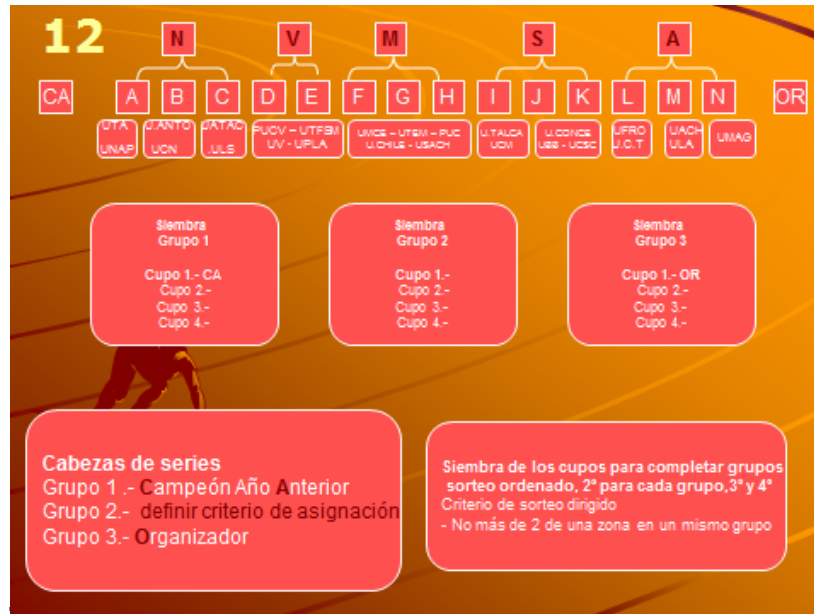 12
N V M S A
CA A B C D E F G H I J K L M N OR
UTA U.ANTO UATAC PUCV – UTFSM UMCE – UTEM – PUC U.TALCA U.CONCE UFRO UACH UMAG
UNAP UCN .ULS UV - UPLA U.CHILE - USACH UCM UBB - UCSC U.C.T ULA
Siembra
Grupo 1
Cupo 1.- CA
Cupo 2.-
Cupo 3.-
Cupo 4.-
Siembra
Grupo 2
Cupo 1.-
Cupo 2.-
Cupo 3.-
Cupo 4.-
Siembra
Grupo 3
Cupo 1.- OR
Cupo 2.-
Cupo 3.-
Cupo 4.-
Cabezas de series
Grupo 1 .- Campeón Año Anterior
Grupo 2.- definir criterio de asignación
Grupo 3.- Organizador
Siembra de los cupos para completar grupos
sorteo ordenado, 2º para cada grupo,3º y 4º
Criterio de sorteo dirigido
- No más de 2 de una zona en un mismo grupo